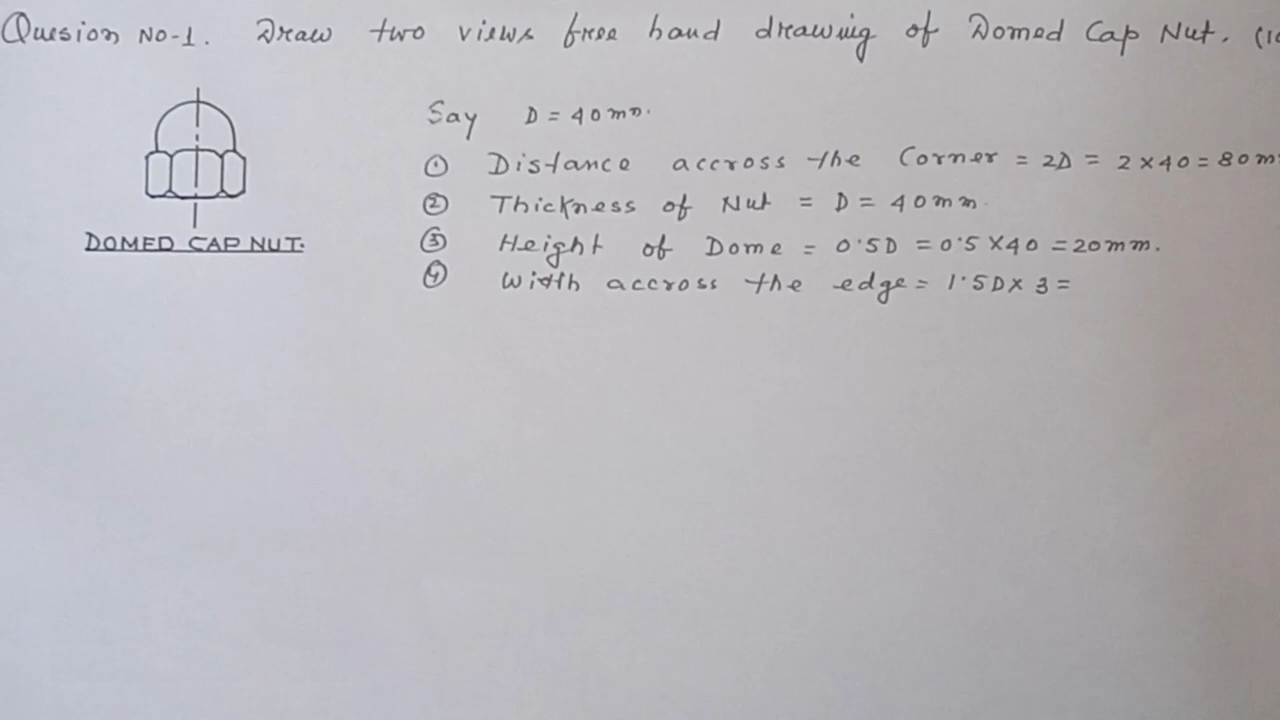 Quesion No-1. Draw two views free hand drawing of Domed Cap Nut. (10
Say D = 40mm.
① Distance accross the Corner = 2D = 2×40=80m
② Thickness of Nut = D = 40mm.
③ Height of Dome = 0.5D = 0.5×40 =20mm.
④ Width accross the edge= 1.5D× 3=
DOMED CAP NUT.